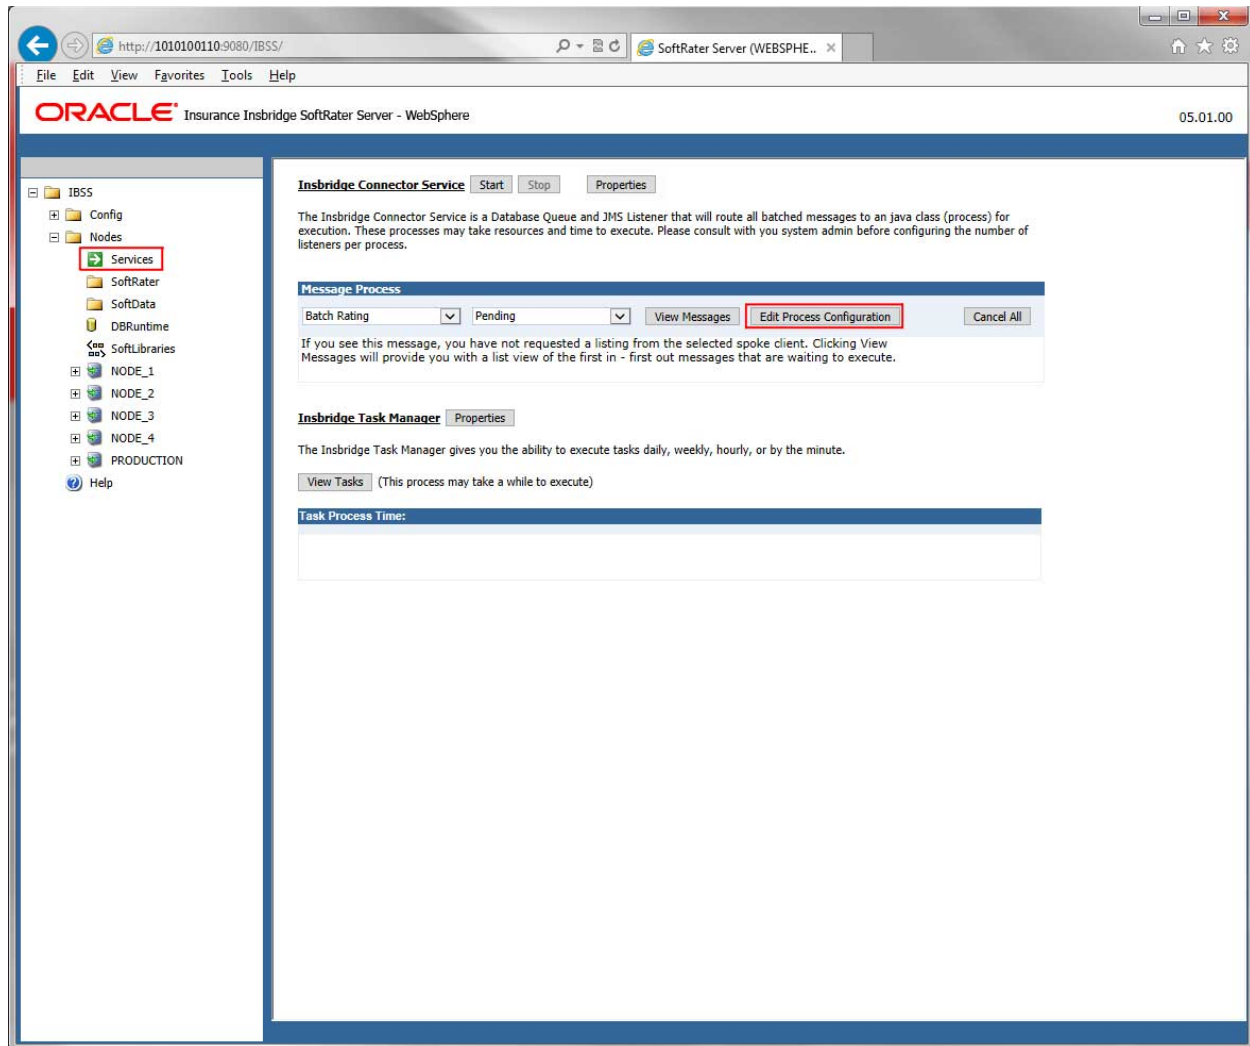 http://1010100110:9080/IBSS/
SoftRater Server (WEBSPHE..
File Edit View Favorites Tools Help
ORACLE Insurance Insbridge SoftRater Server - WebSphere
05.01.00
IBSS
Config
Nodes
Services
SoftRater
SoftData
DBRuntime
SoftLibraries
NODE_1
NODE_2
NODE_3
NODE_4
PRODUCTION
Help
Insbridge Connector Service Start Stop Properties
The Insbridge Connector Service is a Database Queue and JMS Listener that will route all batched messages to an java class (process) for
execution. These processes may take resources and time to execute. Please consult with you system admin before configuring the number of
listeners per process.
Message Process
Batch Rating Pending View Messages Edit Process Configuration Cancel All
If you see this message, you have not requested a listing from the selected spoke client. Clicking View
Messages will provide you with a list view of the first in - first out messages that are waiting to execute.
Insbridge Task Manager Properties
The Insbridge Task Manager gives you the ability to execute tasks daily, weekly, hourly, or by the minute.
View Tasks (This process may take a while to execute)
Task Process Time: